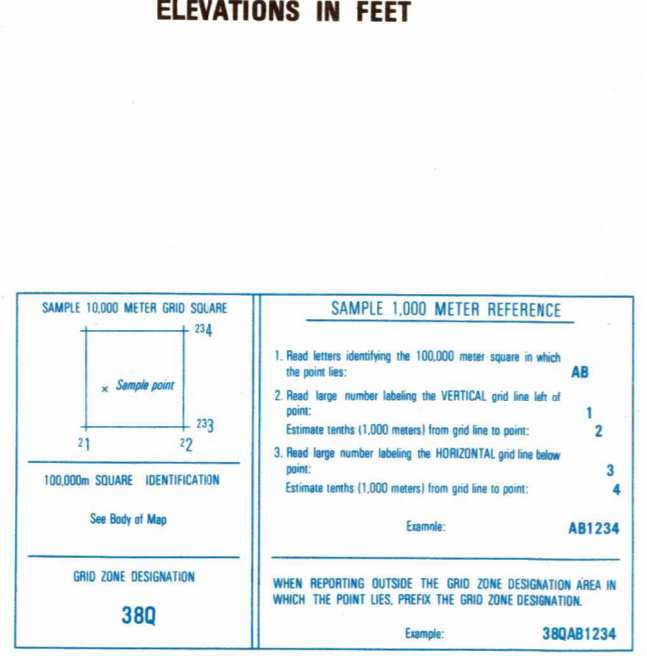 ELEVATIONS IN FEET
SAMPLE 10,000 METER GRID SQUARE
234
× Sample point
233
21 22
100,000m SQUARE IDENTIFICATION
See Body of Map
GRID ZONE DESIGNATION
38Q
SAMPLE 1,000 METER REFERENCE
1. Read letters identifying the 100,000 meter square in which
the point lies: AB
2. Read large number labeling the VERTICAL grid line left of
point: 1
Estimate tenths (1,000 meters) from grid line to point: 2
3. Read large number labeling the HORIZONTAL grid line below
point: 3
Estimate tenths (1,000 meters) from grid line to point: 4
Example: AB1234
WHEN REPORTING OUTSIDE THE GRID ZONE DESIGNATION AREA IN
WHICH THE POINT LIES, PREFIX THE GRID ZONE DESIGNATION.
Example: 38QAB1234